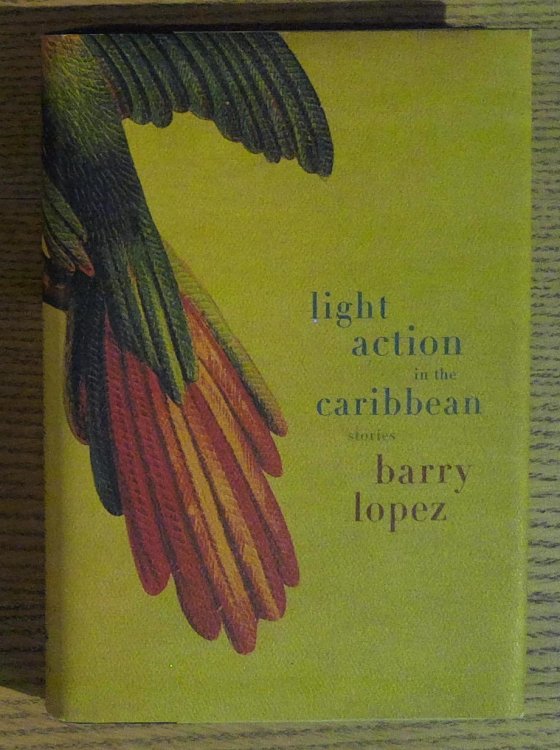 light
action
in the
caribbean
stories
barry
lopez